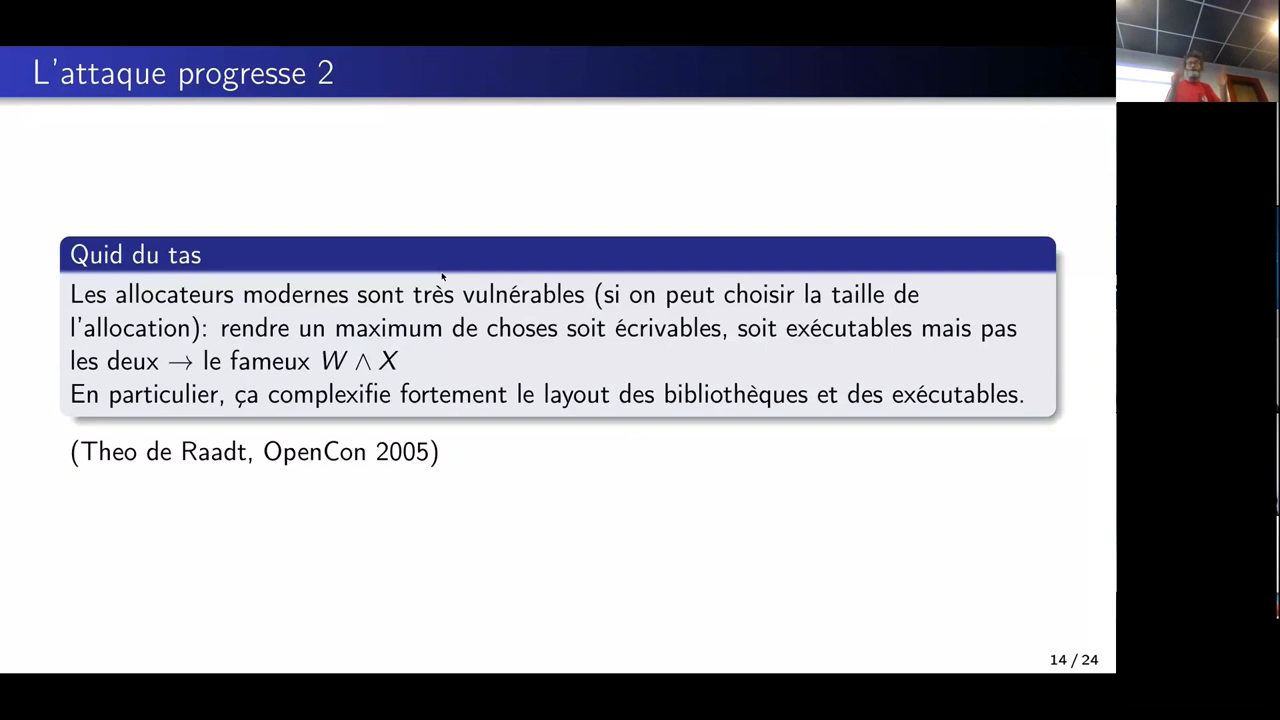 L'attaque progresse 2
Quid du tas
Les allocateurs modernes sont très vulnérables (si on peut choisir la taille de
l'allocation): rendre un maximum de choses soit écrivables, soit exécutables mais pas
les deux → le fameux W ∧ X
En particulier, ça complexifie fortement le layout des bibliothèques et des exécutables.
(Theo de Raadt, OpenCon 2005)
14 / 24